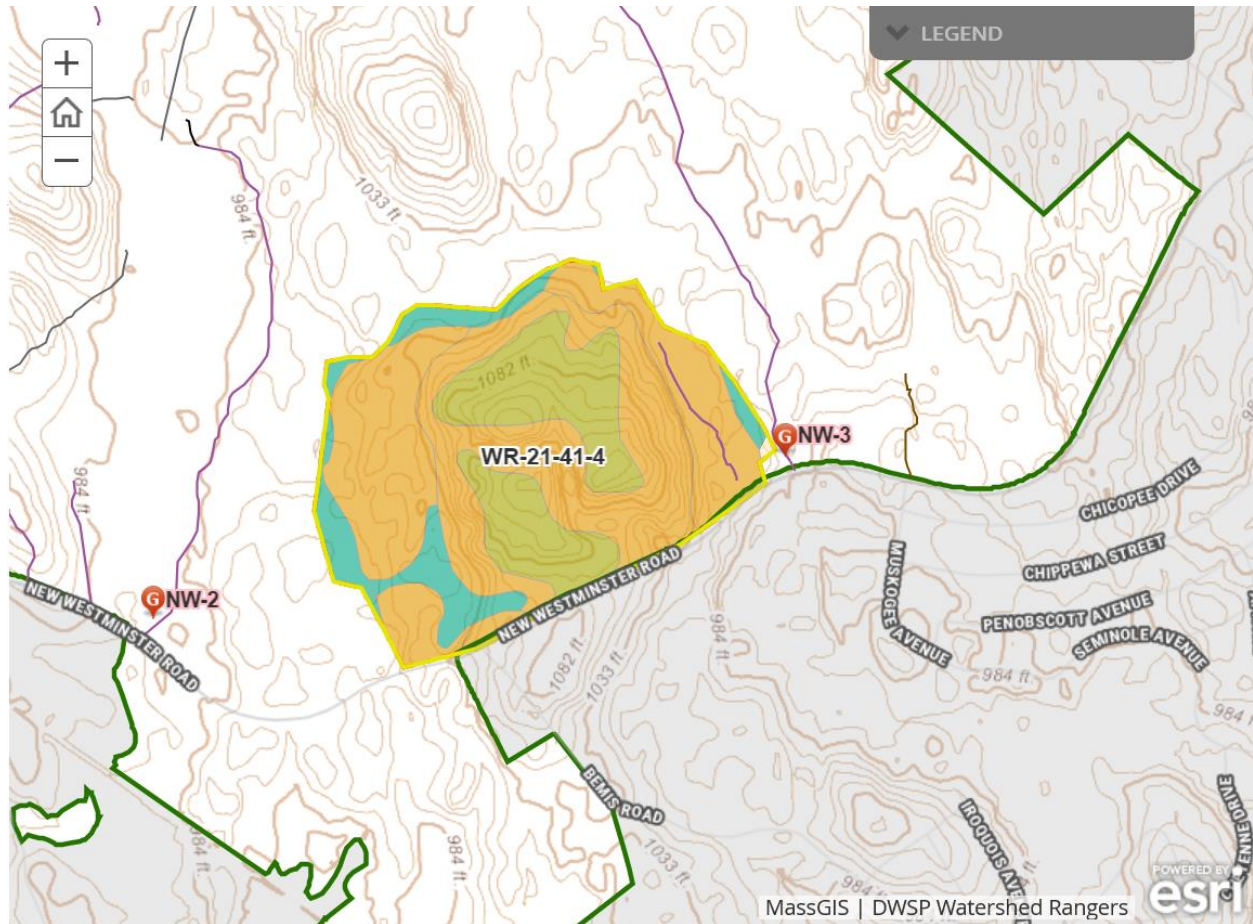 LEGEND
+
−
1033 ft.
984 ft.
1082 ft.
WR-21-41-4
G NW-3
984 ft.
CHICOPEE DRIVE
CHIPPEWA STREET
MUSKOGEE AVENUE
PENOBSCOTT AVENUE
SEMINOLE AVENUE
NEW WESTMINSTER ROAD
G NW-2
NEW WESTMINSTER ROAD
984 ft.
1082 ft.
1033 ft.
984 ft.
984 ft.
BEMIS ROAD
IROQUOIS AVE
984 ft.
984 ft.
1033 ft.
984 ft.
ENNE DRIVE
POWERED BY
esri
MassGIS | DWSP Watershed Rangers